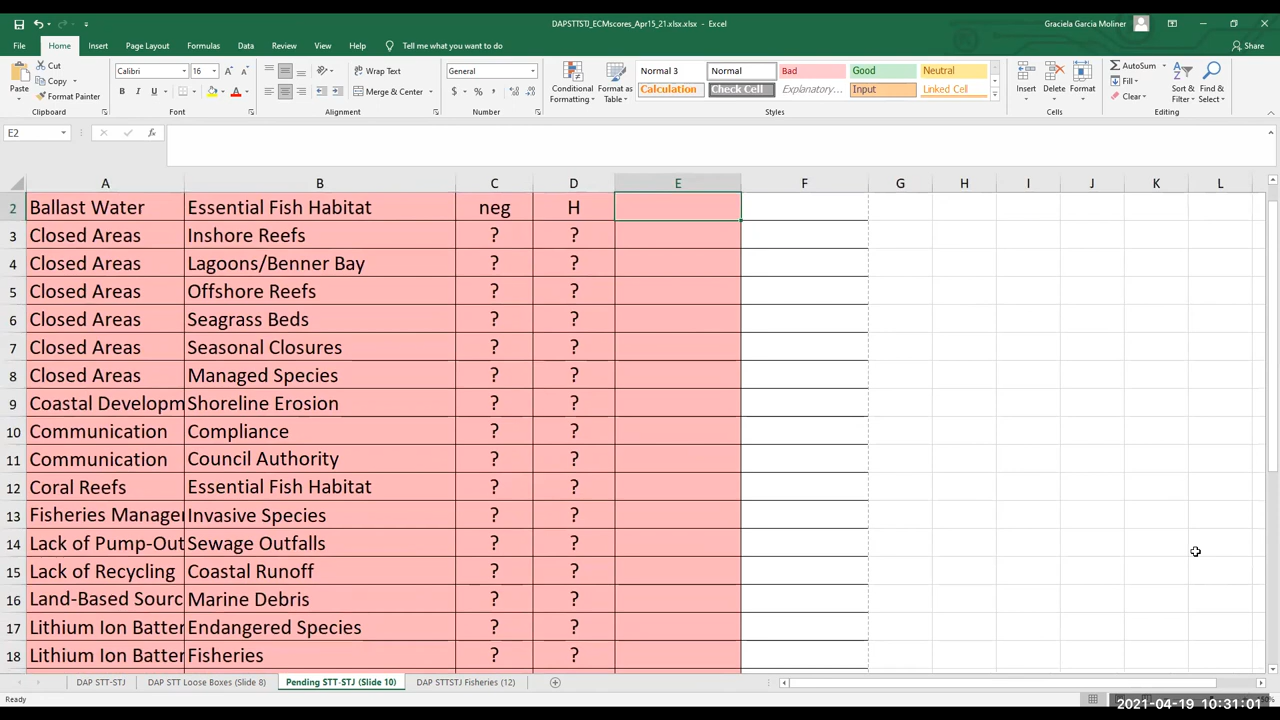 DAPSTTSTJ_ECMscores_Apr15_21.xlsx.xlsx - Excel
Graciela Garcia Moliner
File Home Insert Page Layout Formulas Data Review View Help Tell me what you want to do Share
Cut Calibri 16 Wrap Text General Normal 3 Normal Bad Good Neutral AutoSum
Copy Fill
Paste Format Painter Merge & Center Conditional Formatting Format as Table Calculation Check Cell Explanatory... Input Linked Cell Insert Delete Format Clear Sort & Filter Find & Select
Clipboard Font Alignment Number Styles Cells Editing
E2
A B C D E F G H I J K L
2 Ballast Water Essential Fish Habitat neg H
3 Closed Areas Inshore Reefs ? ?
4 Closed Areas Lagoons/Benner Bay ? ?
5 Closed Areas Offshore Reefs ? ?
6 Closed Areas Seagrass Beds ? ?
7 Closed Areas Seasonal Closures ? ?
8 Closed Areas Managed Species ? ?
9 Coastal Developm Shoreline Erosion ? ?
10 Communication Compliance ? ?
11 Communication Council Authority ? ?
12 Coral Reefs Essential Fish Habitat ? ?
13 Fisheries Manager Invasive Species ? ?
14 Lack of Pump-Out Sewage Outfalls ? ?
15 Lack of Recycling Coastal Runoff ? ?
16 Land-Based Sourc Marine Debris ? ?
17 Lithium Ion Batter Endangered Species ? ?
18 Lithium Ion Batter Fisheries ? ?
DAP STT-STJ DAP STT Loose Boxes (Slide 8) Pending STT-STJ (Slide 10) DAP STTSTJ Fisheries (12)
Ready
2021-04-19 10:31:01